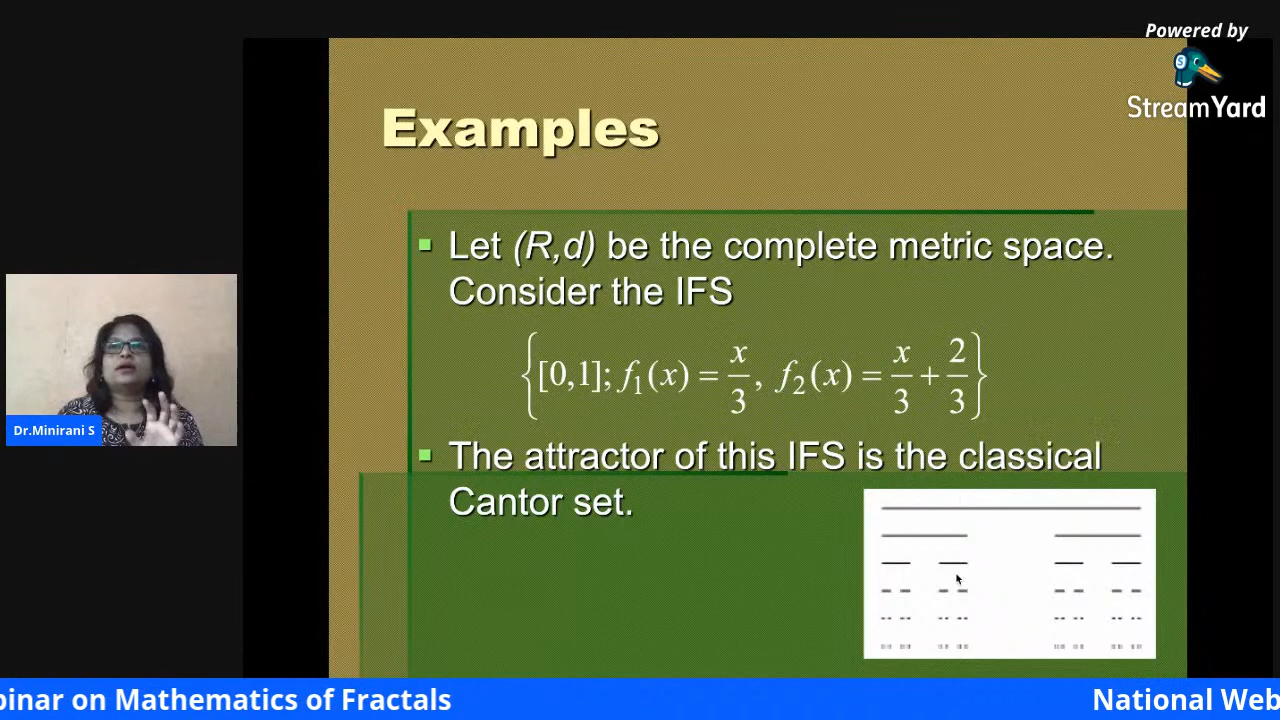 Powered by
StreamYard
Examples
Let (R,d) be the complete metric space.
Consider the IFS
{[0,1]; f₁(x) = x/3, f₂(x) = x/3 + 2/3}
The attractor of this IFS is the classical
Cantor set.
Dr.Minirani S
binar on Mathematics of Fractals
National Web